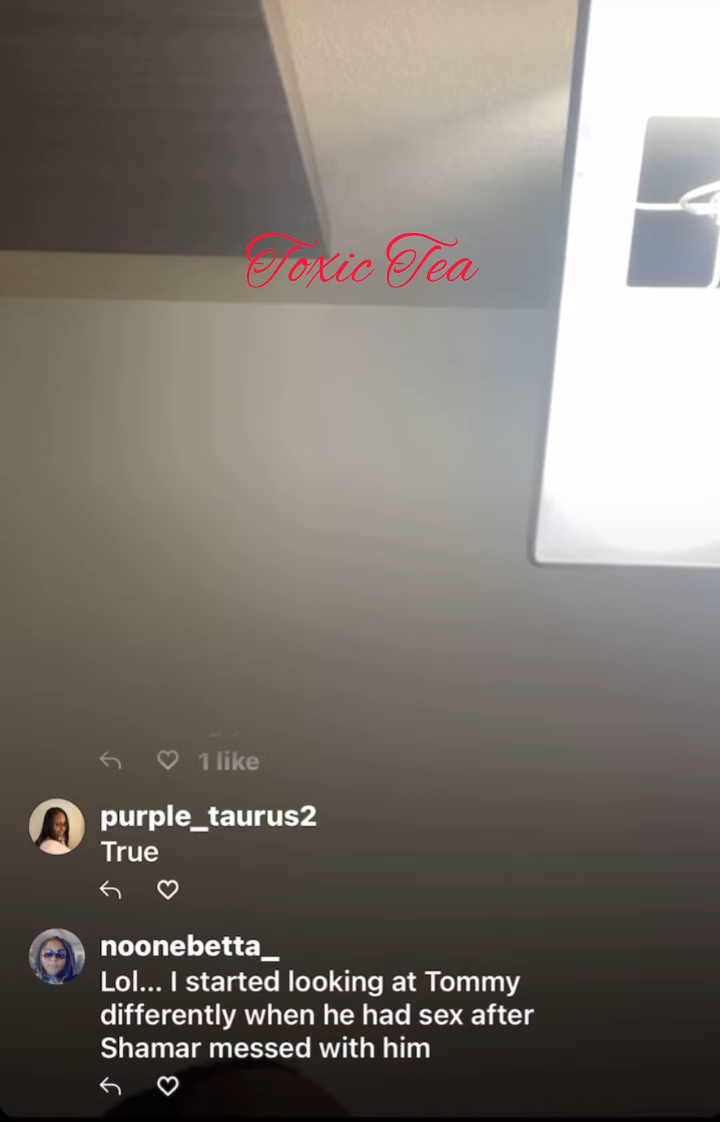 Toxic Tea
1 like
purple_taurus2
True
noonebetta_
Lol... I started looking at Tommy
differently when he had sex after
Shamar messed with him